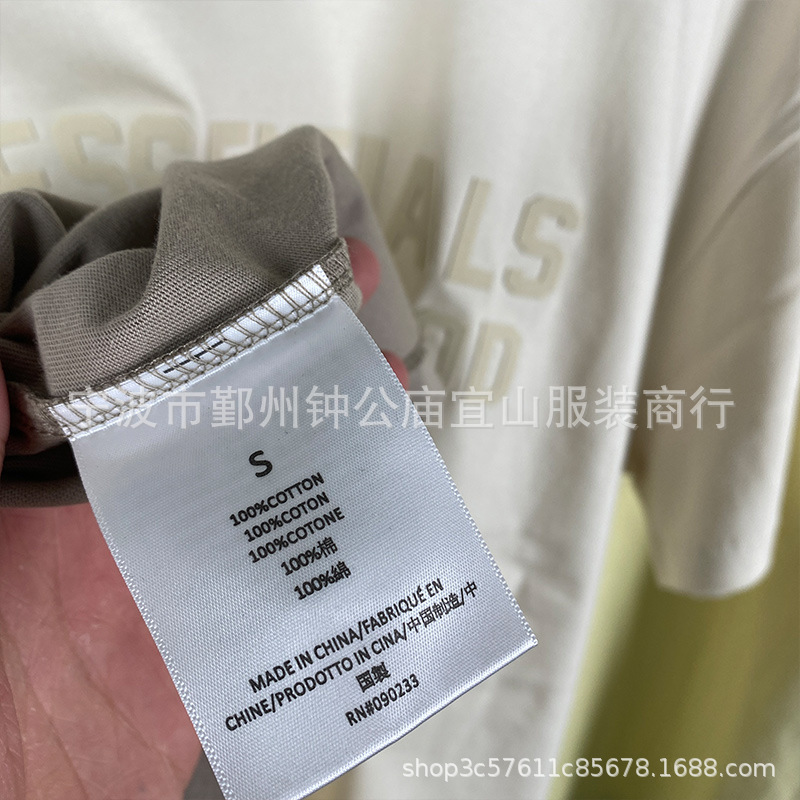 ESSENTIALS
宁波市鄞州钟公庙宜山服装商行
S
100%COTTON
100%COTON
100%COTONE
100%棉
100%綿
MADE IN CHINA/FABRIQUÉ EN
CHINE/PRODOTTO IN CINA/中国制造/中
国製
RN#090233
shop3c57611c85678.1688.com